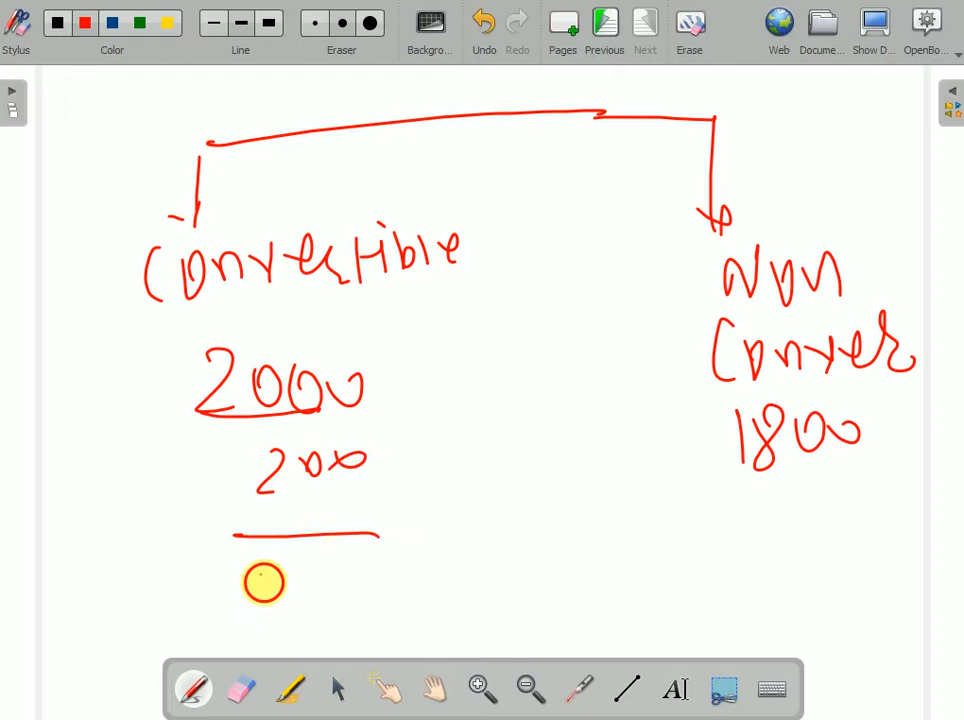 Stylus
Color
Line
Eraser
Backgro...
Undo
Redo
Pages
Previous
Next
Erase
Web
Docume...
Show D...
OpenBo...
Convertible
Non
Conver
2000
1800
200